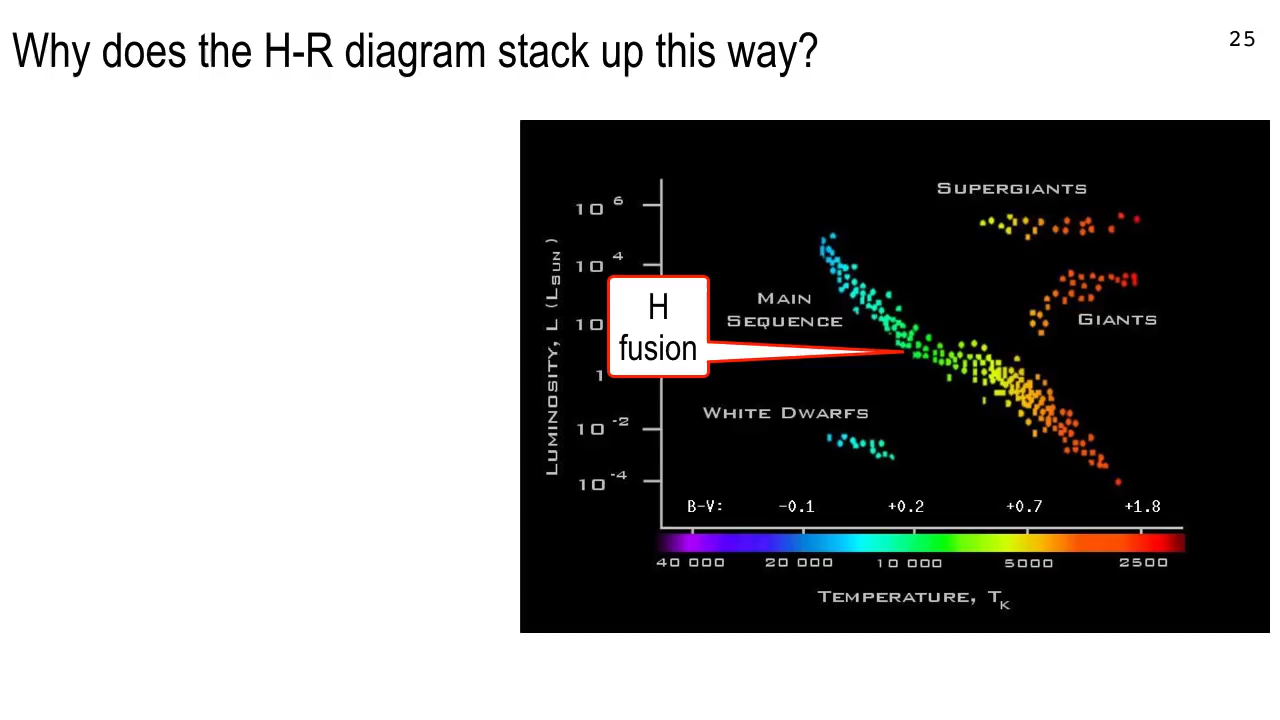 Why does the H-R diagram stack up this way?
25
SUPERGIANTS
10 6
10 4
MAIN
SEQUENCE
GIANTS
10
1
H
fusion
LUMINOSITY, L (LSUN)
WHITE DWARFS
10 -2
10 -4
B-V: -0.1 +0.2 +0.7 +1.8
40 000 20 000 10 000 5000 2500
TEMPERATURE, TK